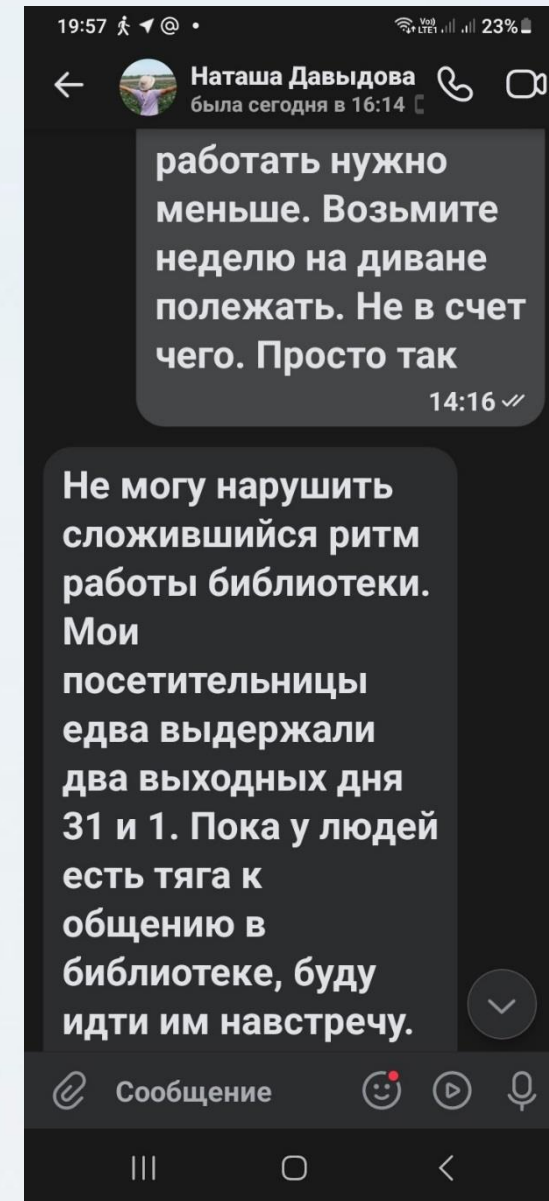 19:57 @ •
Vo)) LTE1 23%
Наташа Давыдова
была сегодня в 16:14
работать нужно
меньше. Возьмите
неделю на диване
полежать. Не в счет
чего. Просто так
14:16
Не могу нарушить
сложившийся ритм
работы библиотеки.
Мои
посетительницы
едва выдержали
два выходных дня
31 и 1. Пока у людей
есть тяга к
общению в
библиотеке, буду
идти им навстречу.
Сообщение